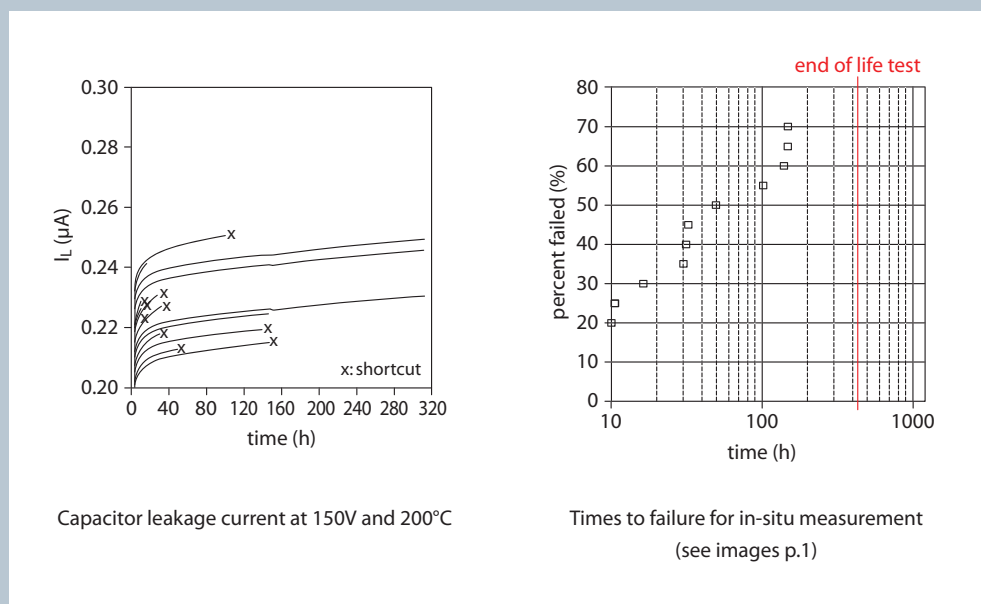 0.30
0.28
0.26
0.24
0.22
0.20
I_L (µA)
x
x
x
x
x
x
x
x
x
x
x
x: shortcut
0 40 80 120 160 200 240 280 320
time (h)
Capacitor leakage current at 150V and 200°C
end of life test
80
70
60
50
40
30
20
10
0
percent failed (%)
10 100 1000
time (h)
Times to failure for in-situ measurement
(see images p.1)